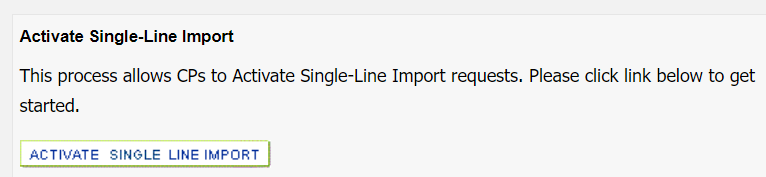 Activate Single-Line Import
This process allows CPs to Activate Single-Line Import requests. Please click link below to get
started.
ACTIVATE SINGLE LINE IMPORT